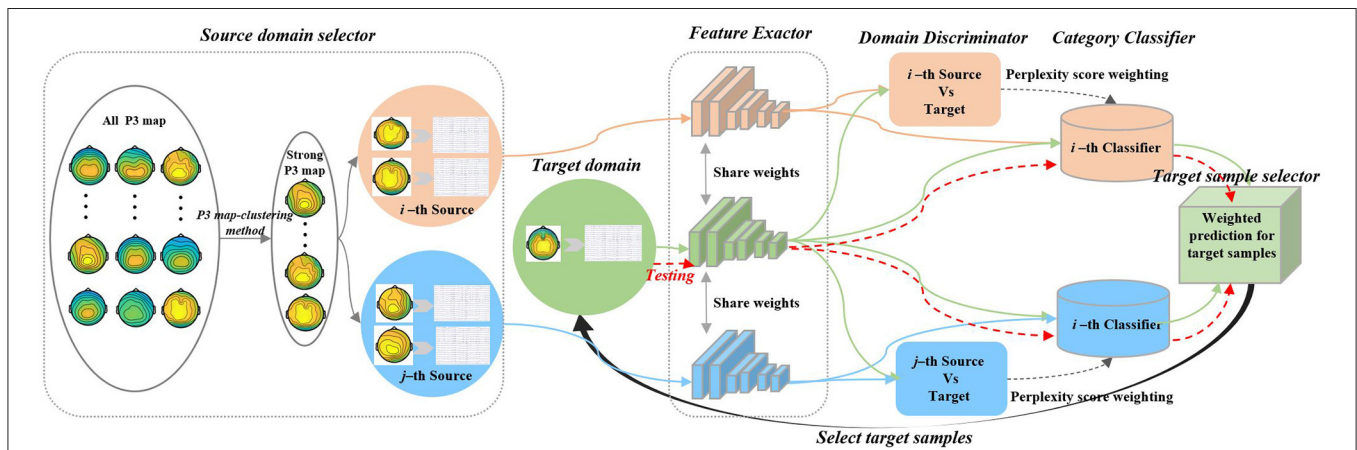 Source domain selector
All P3 map
P3 map-clustering
method
Strong
P3 map
i –th Source
j–th Source
Target domain
Testing
Feature Exactor
Share weights
Share weights
Domain Discriminator
i –th Source
Vs
Target
j–th Source
Vs
Target
Category Classifier
Perplexity score weighting
i –th Classifier
i –th Classifier
Perplexity score weighting
Target sample selector
Weighted
prediction for
target samples
Select target samples